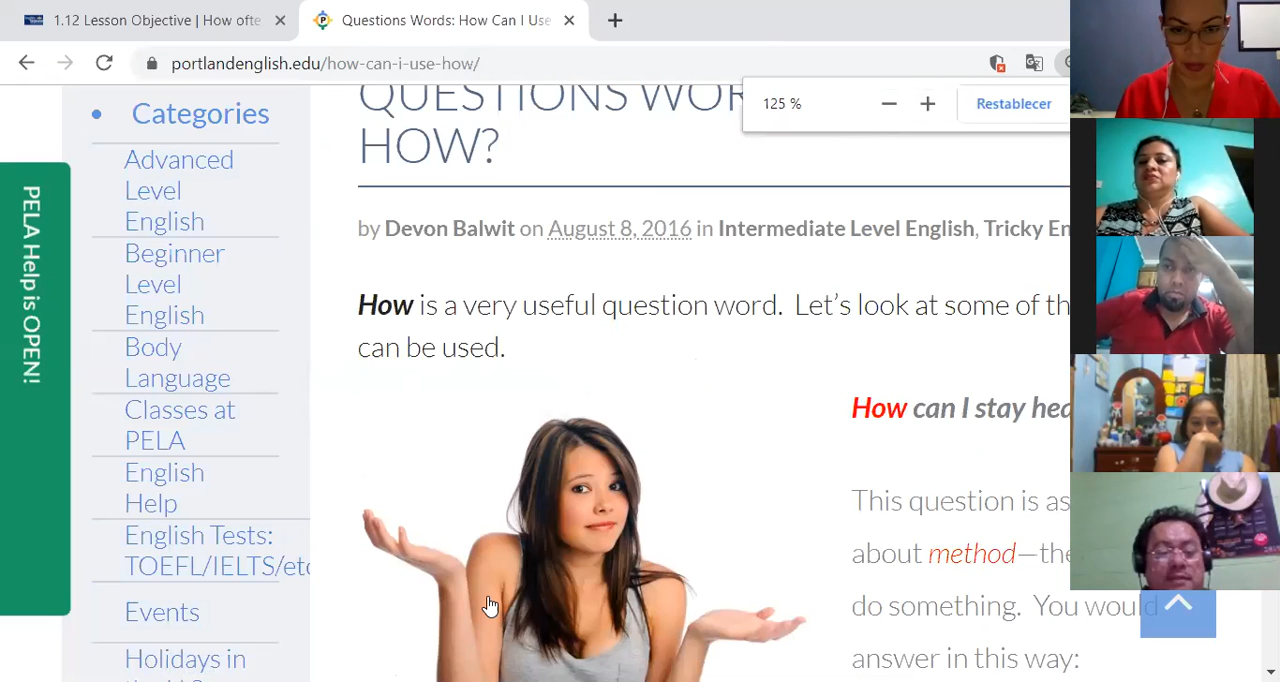 1.12 Lesson Objective | How ofte
Questions Words: How Can I Use
portlandenglish.edu/how-can-i-use-how/
125 %
Restablecer
PELA Help is OPEN!
Categories
Advanced
Level
English
Beginner
Level
English
Body
Language
Classes at
PELA
English
Help
English Tests:
TOEFL/IELTS/etc
Events
Holidays in
QUESTIONS WOR
HOW?
by Devon Balwit on August 8, 2016 in Intermediate Level English, Tricky En
How is a very useful question word. Let's look at some of th
can be used.
How can I stay hea
This question is as
about method—the
do something. You would
answer in this way: